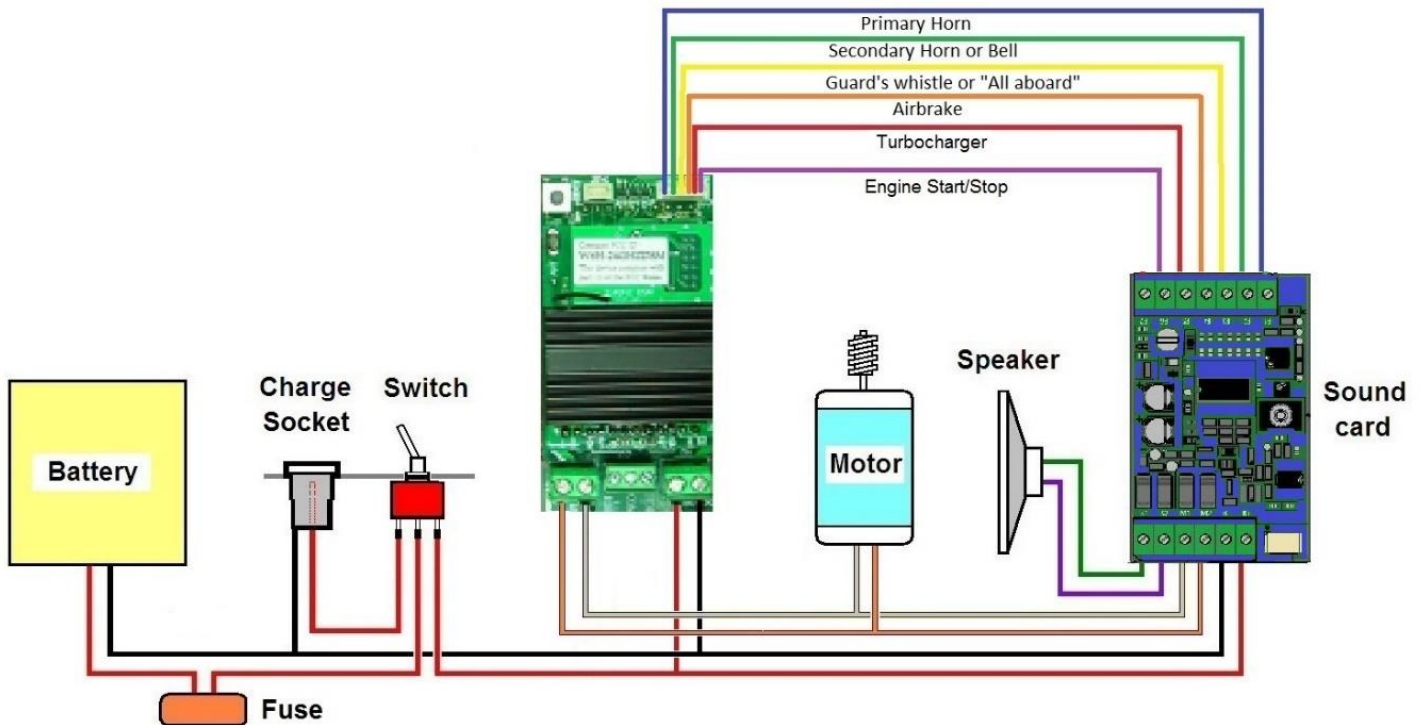 Primary Horn
Secondary Horn or Bell
Guard's whistle or "All aboard"
Airbrake
Turbocharger
Engine Start/Stop
Charge
Socket
Switch
Speaker
Sound
card
Battery
Motor
Fuse